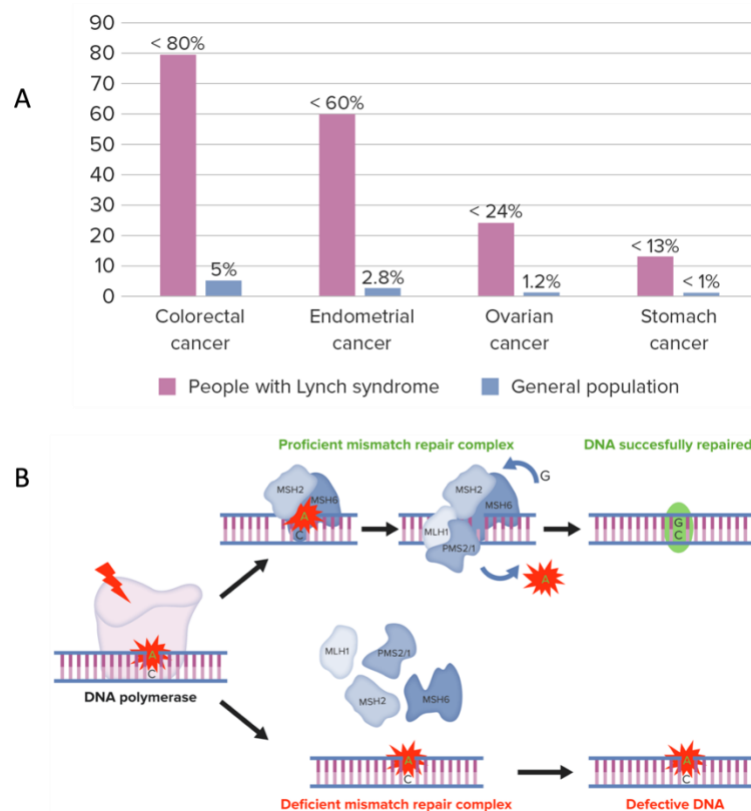 A
90
80
70
60
50
40
30
20
10
0
< 80%
5%
< 60%
2.8%
< 24%
1.2%
< 13%
< 1%
Colorectal
cancer
Endometrial
cancer
Ovarian
cancer
Stomach
cancer
People with Lynch syndrome
General population
B
Proficient mismatch repair complex
DNA succesfully repaired
MSH2
MSH6
A
C
MSH2
MSH6
MLH1
PMS2/1
G
A
G
C
A
C
DNA polymerase
MLH1
PMS2/1
MSH2
MSH6
A
C
Deficient mismatch repair complex
A
C
Defective DNA